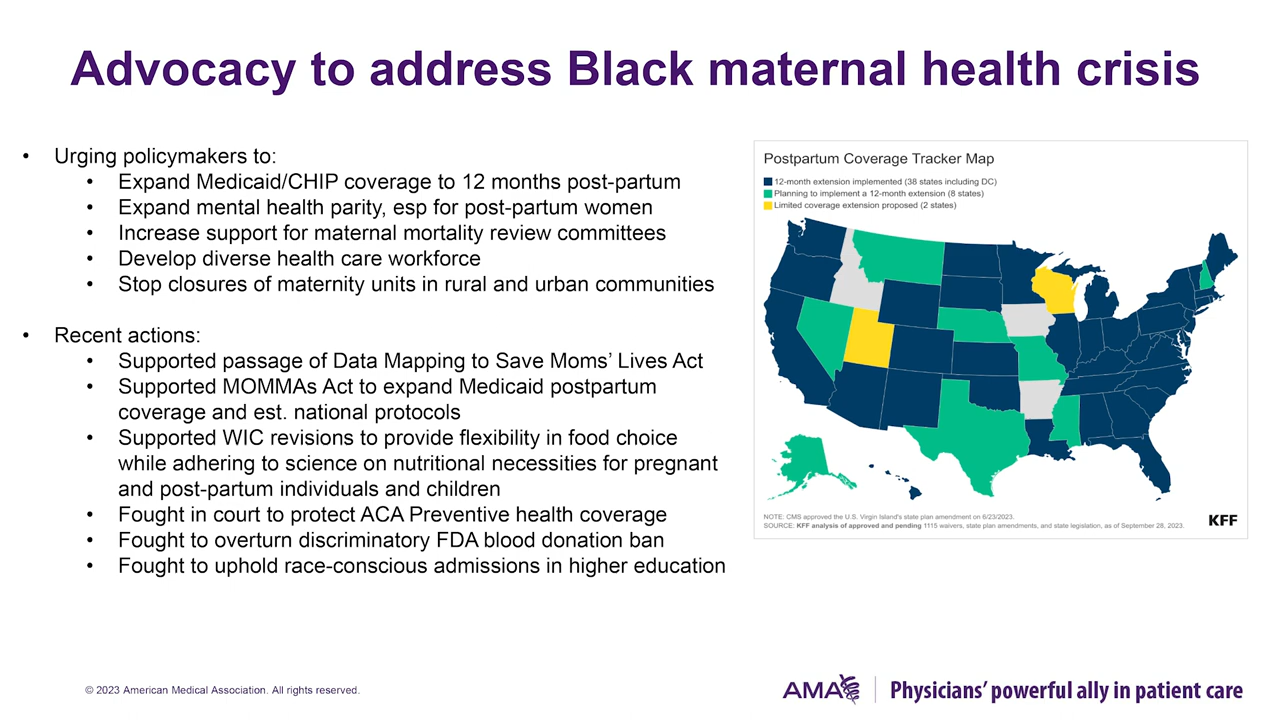 Advocacy to address Black maternal health crisis
• Urging policymakers to:
• Expand Medicaid/CHIP coverage to 12 months post-partum
• Expand mental health parity, esp for post-partum women
• Increase support for maternal mortality review committees
• Develop diverse health care workforce
• Stop closures of maternity units in rural and urban communities
• Recent actions:
• Supported passage of Data Mapping to Save Moms’ Lives Act
• Supported MOMMAs Act to expand Medicaid postpartum
coverage and est. national protocols
• Supported WIC revisions to provide flexibility in food choice
while adhering to science on nutritional necessities for pregnant
and post-partum individuals and children
• Fought in court to protect ACA Preventive health coverage
• Fought to overturn discriminatory FDA blood donation ban
• Fought to uphold race-conscious admissions in higher education
Postpartum Coverage Tracker Map
12-month extension implemented (38 states including DC)
Planning to implement a 12-month extension (8 states)
Limited coverage extension proposed (2 states)
NOTE: CMS approved the U.S. Virgin Island's state plan amendment on 6/23/2023.
SOURCE: KFF analysis of approved and pending 1115 waivers, state plan amendments, and state legislation, as of September 28, 2023.
KFF
© 2023 American Medical Association. All rights reserved.
AMA
Physicians’ powerful ally in patient care